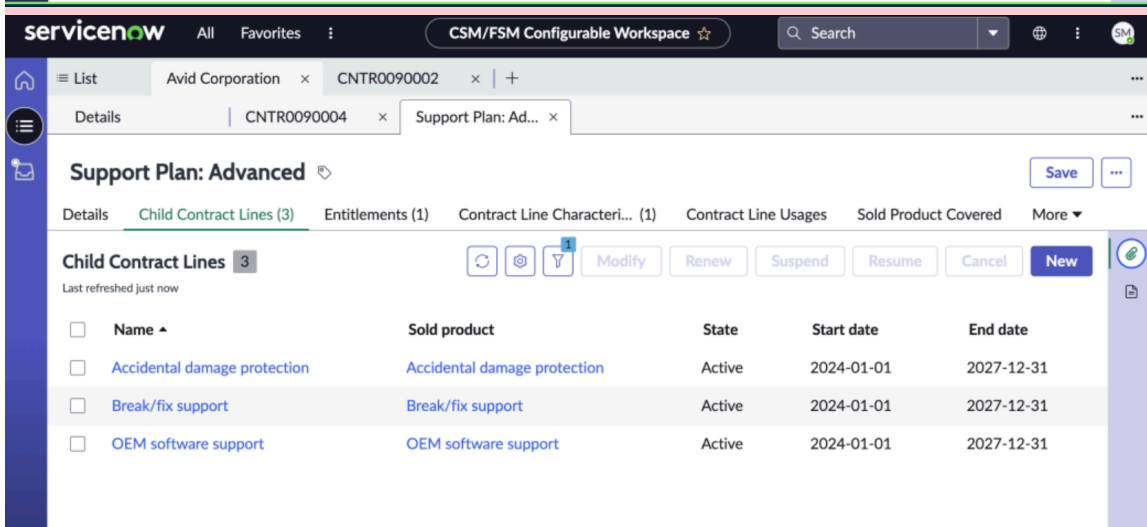 servicenow All Favorites CSM/FSM Configurable Workspace Search SM
List Avid Corporation × CNTR0090002 × +
Details CNTR0090004 × Support Plan: Ad... ×
Support Plan: Advanced Save
Details Child Contract Lines (3) Entitlements (1) Contract Line Characteri... (1) Contract Line Usages Sold Product Covered More
Child Contract Lines 3 1 Modify Renew Suspend Resume Cancel New
Last refreshed just now
Name Sold product State Start date End date
Accidental damage protection Accidental damage protection Active 2024-01-01 2027-12-31
Break/fix support Break/fix support Active 2024-01-01 2027-12-31
OEM software support OEM software support Active 2024-01-01 2027-12-31